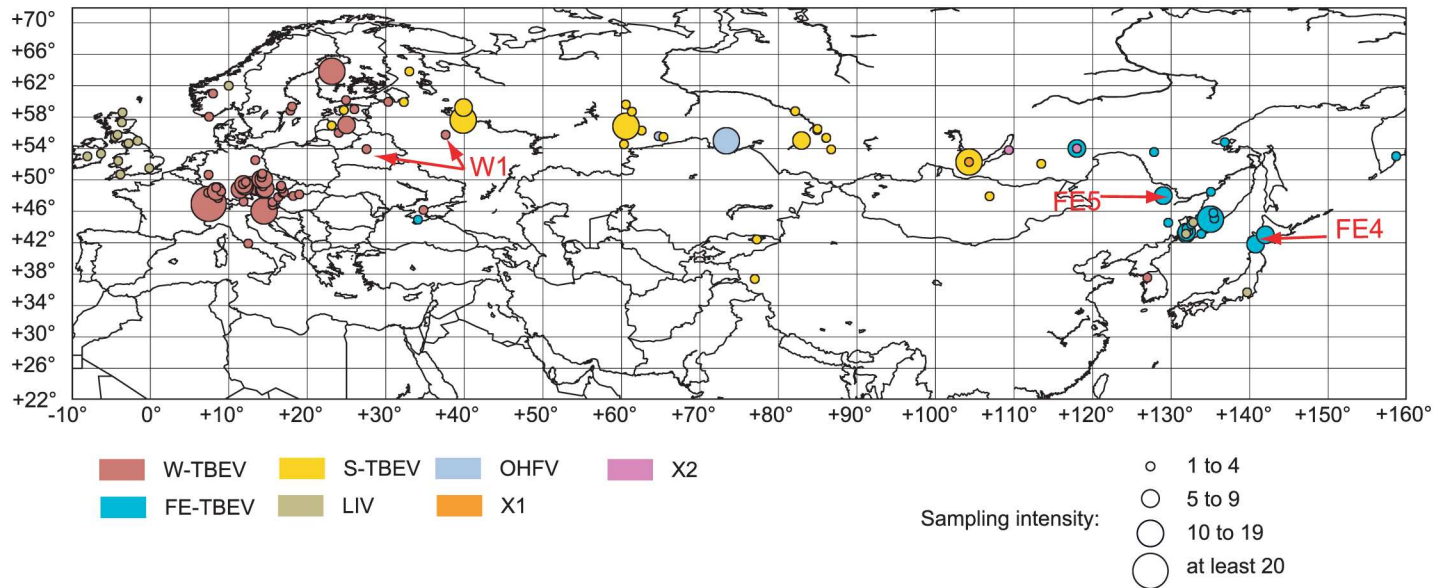 +70°
+66°
+62°
+58°
+54°
+50°
+46°
+42°
+38°
+34°
+30°
+26°
+22°
W1
FE5
FE4
-10 0° +10° +20° +30° +40° +50° +60° +70° +80° +90° +100° +110° +120° +130° +140° +150° +160°
W-TBEV S-TBEV OHFV X2
FE-TBEV LIV X1
Sampling intensity:
1 to 4
5 to 9
10 to 19
at least 20